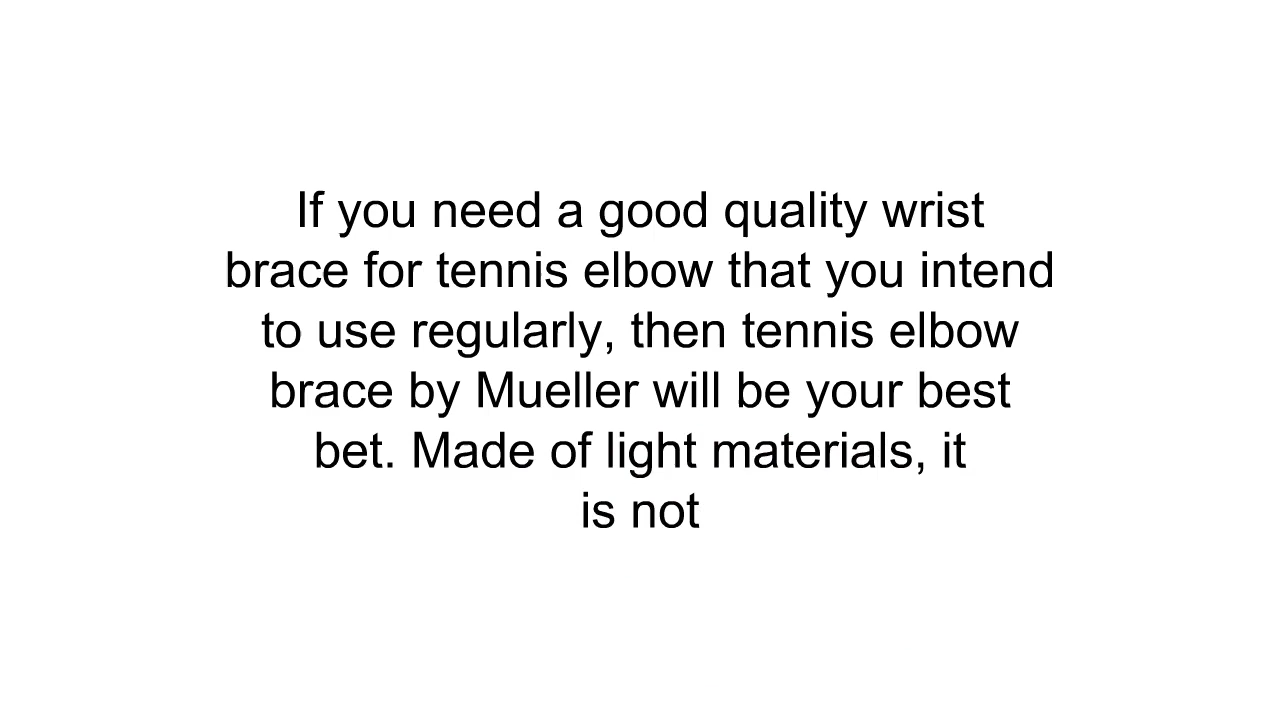 If you need a good quality wrist
brace for tennis elbow that you intend
to use regularly, then tennis elbow
brace by Mueller will be your best
bet. Made of light materials, it
is not